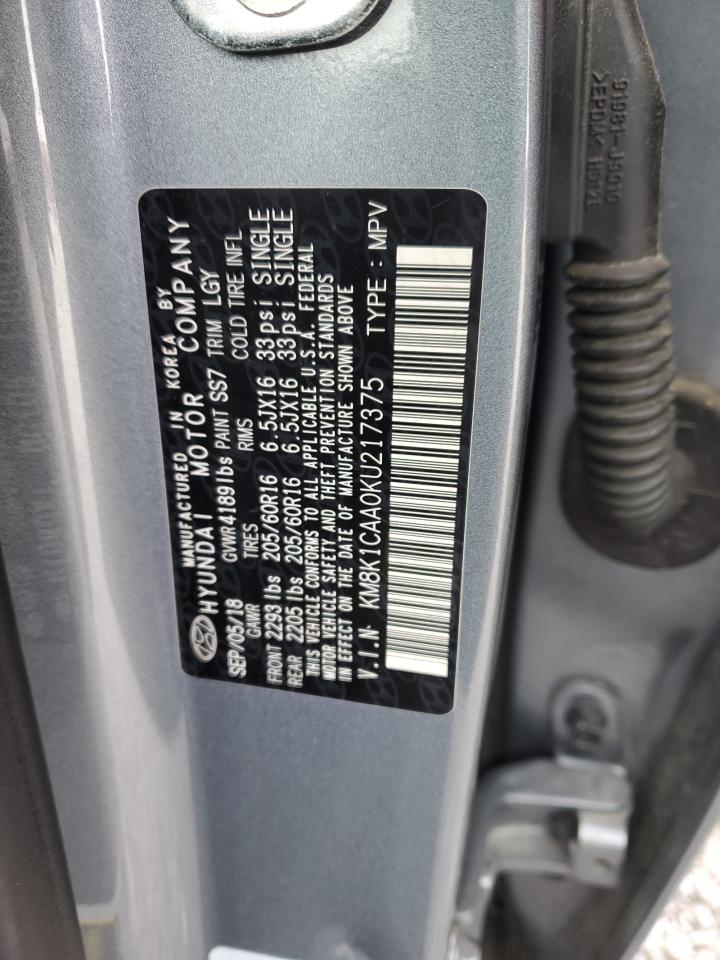 MANUFACTURED IN KOREA BY
HYUNDAI MOTOR COMPANY
SEP/05/18 GVWR 4189lbs PAINT SS7 TRIM LGY
GAWR TIRES RIMS COLD TIRE INFL
FRONT 2293 lbs 205/60R16 6.5JX16 33psi SINGLE
REAR 2205 lbs 205/60R16 6.5JX16 33psi SINGLE
THIS VEHICLE CONFORMS TO ALL APPLICABLE U.S.A. FEDERAL
MOTOR VEHICLE SAFETY AND THEFT PREVENTION STANDARDS
IN EFFECT ON THE DATE OF MANUFACTURE SHOWN ABOVE
V.I.N: KM8K1CAA0KU217375 TYPE : MPV
>EPDM<